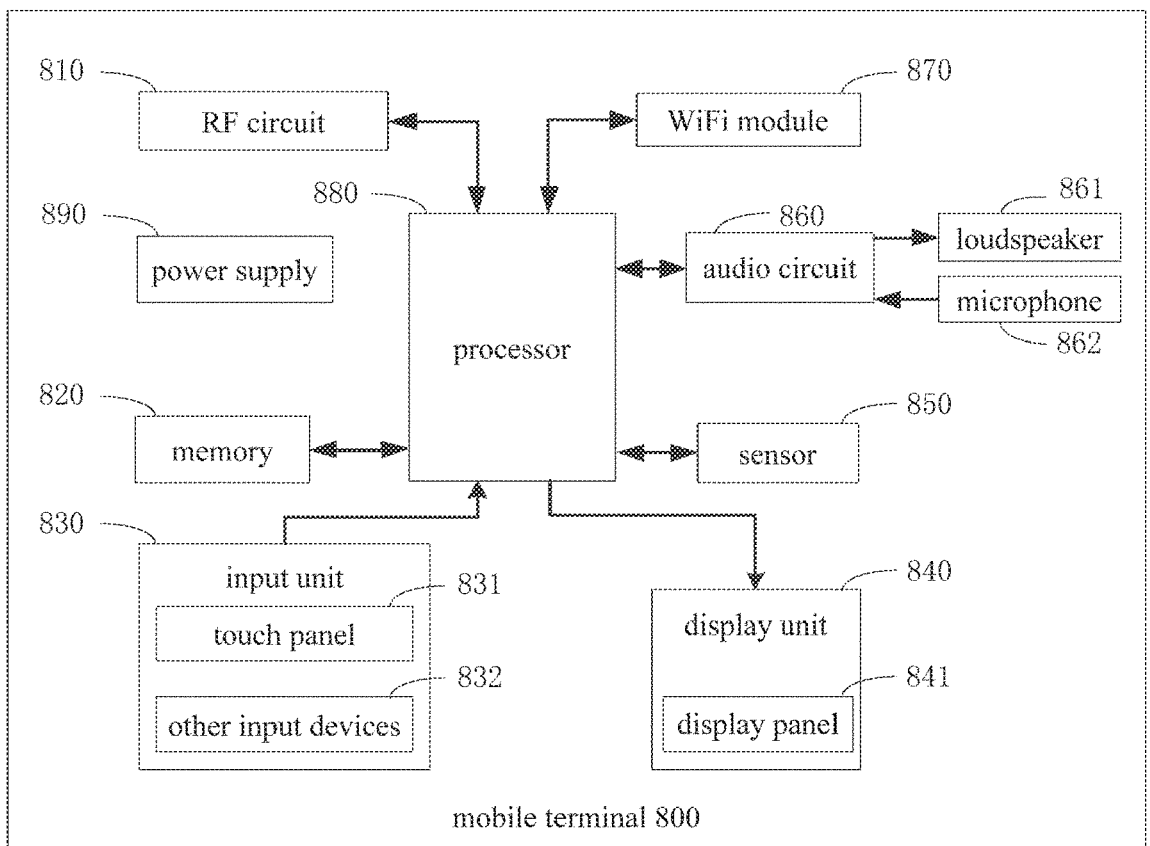 810
RF circuit
870
WiFi module
880
890
power supply
860
audio circuit
861
loudspeaker
microphone
862
processor
820
memory
850
sensor
830
input unit
831
touch panel
832
other input devices
840
display unit
841
display panel
mobile terminal 800